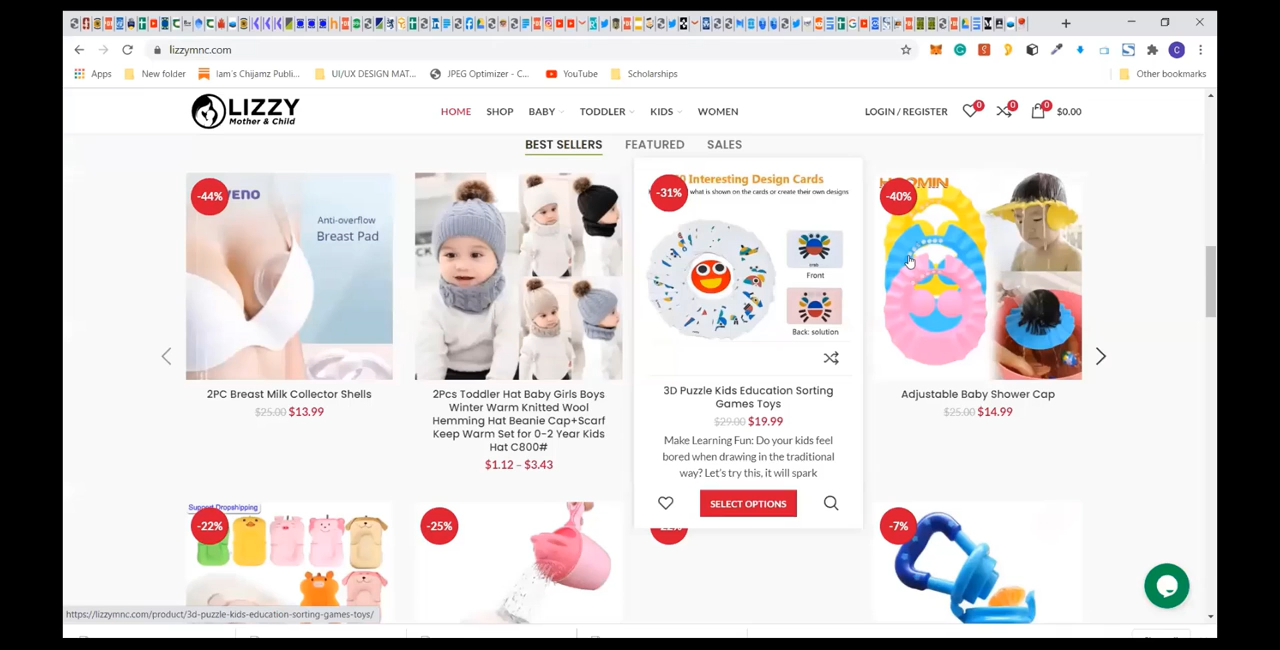 lizzymnc.com
Apps New folder Iam's Chijamz Publi... UI/UX DESIGN MAT... JPEG Optimizer - C... YouTube Scholarships Other bookmarks
LIZZY
Mother & Child
HOME SHOP BABY TODDLER KIDS WOMEN LOGIN / REGISTER 0 0 0 $0.00
BEST SELLERS FEATURED SALES
-44%
Anti-overflow
Breast Pad
2PC Breast Milk Collector Shells
$25.00 $13.99
2Pcs Toddler Hat Baby Girls Boys
Winter Warm Knitted Wool
Hemming Hat Beanie Cap+Scarf
Keep Warm Set for 0-2 Year Kids
Hat C800#
$1.12 – $3.43
-31%
Interesting Design Cards
what is shown on the cards or create their own designs
Front
Back: solution
3D Puzzle Kids Education Sorting
Games Toys
$29.00 $19.99
Make Learning Fun: Do your kids feel
bored when drawing in the traditional
way? Let's try this, it will spark
SELECT OPTIONS
-40%
Adjustable Baby Shower Cap
$25.00 $14.99
Support Dropshipping
-22%
-25%
-7%
https://lizzymnc.com/product/3d-puzzle-kids-education-sorting-games-toys/